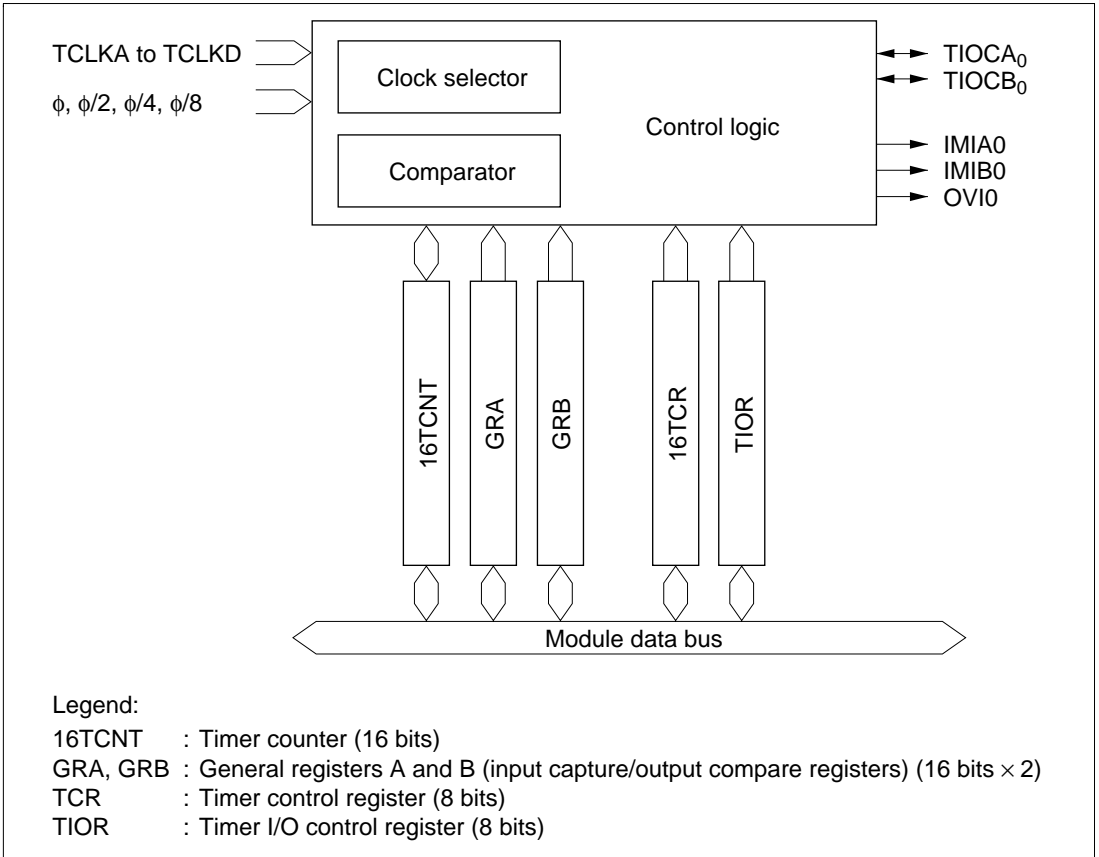 TCLKA to TCLKD
ϕ, ϕ/2, ϕ/4, ϕ/8
Clock selector
Comparator
Control logic
TIOCA₀
TIOCB₀
IMIA0
IMIB0
OVI0
16TCNT
GRA
GRB
16TCR
TIOR
Module data bus
Legend:
16TCNT : Timer counter (16 bits)
GRA, GRB : General registers A and B (input capture/output compare registers) (16 bits × 2)
TCR : Timer control register (8 bits)
TIOR : Timer I/O control register (8 bits)